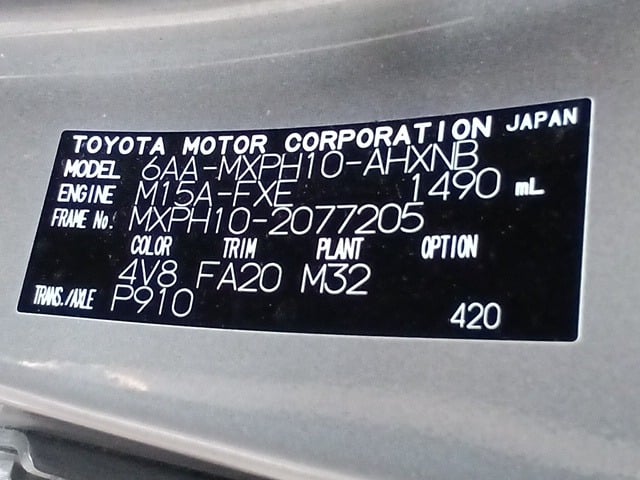 TOYOTA MOTOR CORPORATION JAPAN
MODEL 6AA-MXPH10-AHXNB
ENGINE M15A-FXE 1490 mL
FRAME No. MXPH10-2077205
COLOR TRIM PLANT OPTION
4V8 FA20 M32
TRANS./AXLE P910
420